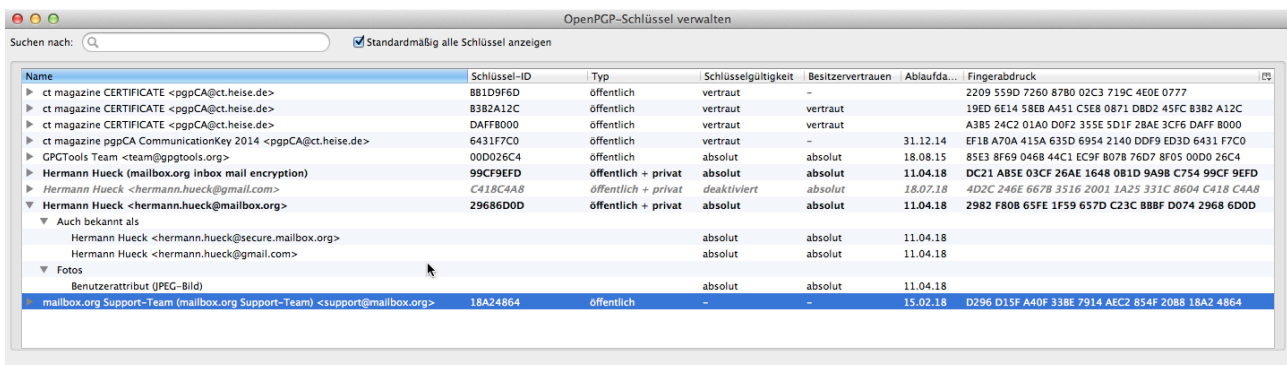 OpenPGP-Schlüssel verwalten
Suchen nach: Standardmäßig alle Schlüssel anzeigen
Name Schlüssel-ID Typ Schlüsselgültigkeit Besitzervertrauen Ablaufda... Fingerabdruck
ct magazine CERTIFICATE <pgpCA@ct.heise.de> BB1D9F6D öffentlich vertraut – 2209 559D 7260 87B0 02C3 719C 4E0E 0777
ct magazine CERTIFICATE <pgpCA@ct.heise.de> B3B2A12C öffentlich vertraut vertraut 19ED 6E14 58EB A451 C5E8 0871 DBD2 45FC B3B2 A12C
ct magazine CERTIFICATE <pgpCA@ct.heise.de> DAFFB000 öffentlich vertraut vertraut A3B5 24C2 01A0 D0F2 355E 5D1F 2BAE 3CF6 DAFF B000
ct magazine pgpCA CommunicationKey 2014 <pgpCA@ct.heise.de> 6431F7C0 öffentlich vertraut – 31.12.14 EF1B A70A 415A 635D 6954 2140 DDF9 ED3D 6431 F7C0
GPGTools Team <team@gpgtools.org> 00D026C4 öffentlich absolut absolut 18.08.15 85E3 8F69 046B 44C1 EC9F B07B 76D7 8F05 00D0 26C4
Hermann Hueck (mailbox.org inbox mail encryption) 99CF9EFD öffentlich + privat absolut absolut 11.04.18 DC21 AB5E 03CF 26AE 1648 0B1D 9A9B C754 99CF 9EFD
Hermann Hueck <hermann.hueck@gmail.com> C418C4A8 öffentlich + privat deaktiviert absolut 18.07.18 4D2C 246E 667B 3516 2001 1A25 331C 8604 C418 C4A8
Hermann Hueck <hermann.hueck@mailbox.org> 29686D0D öffentlich + privat absolut absolut 11.04.18 2982 F80B 65FE 1F59 657D C23C BBBF D074 2968 6D0D
Auch bekannt als
Hermann Hueck <hermann.hueck@secure.mailbox.org> absolut absolut 11.04.18
Hermann Hueck <hermann.hueck@gmail.com> absolut absolut 11.04.18
Fotos
Benutzerattribut (JPEG-Bild) absolut absolut 11.04.18
mailbox.org Support-Team (mailbox.org Support-Team) <support@mailbox.org> 18A24864 öffentlich – – 15.02.18 D296 D15F A40F 33BE 7914 AEC2 854F 20B8 18A2 4864